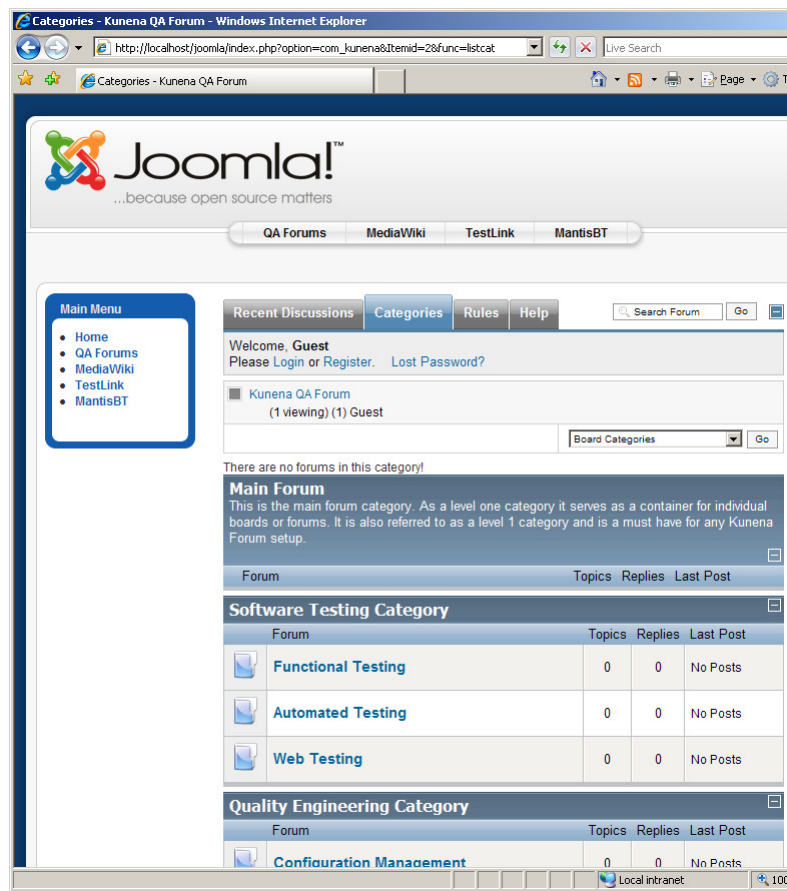 Categories - Kunena QA Forum - Windows Internet Explorer
http://localhost/joomla/index.php?option=com_kunena&Itemid=2&func=listcat
Live Search
Categories - Kunena QA Forum
Page
Joomla!™
...because open source matters
QA Forums MediaWiki TestLink MantisBT
Main Menu
Home
QA Forums
MediaWiki
TestLink
MantisBT
Recent Discussions Categories Rules Help Search Forum Go
Welcome, Guest
Please Login or Register. Lost Password?
Kunena QA Forum
(1 viewing) (1) Guest
Board Categories Go
There are no forums in this category!
Main Forum
This is the main forum category. As a level one category it serves as a container for individual
boards or forums. It is also referred to as a level 1 category and is a must have for any Kunena
Forum setup.
Forum Topics Replies Last Post
Software Testing Category
Forum Topics Replies Last Post
Functional Testing 0 0 No Posts
Automated Testing 0 0 No Posts
Web Testing 0 0 No Posts
Quality Engineering Category
Forum Topics Replies Last Post
Configuration Management 0 0 No Posts
Local intranet 100